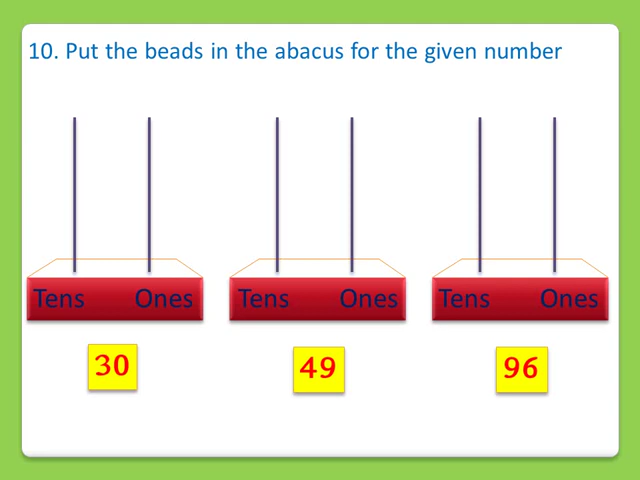 10. Put the beads in the abacus for the given number
Tens Ones Tens Ones Tens Ones
30 49 96